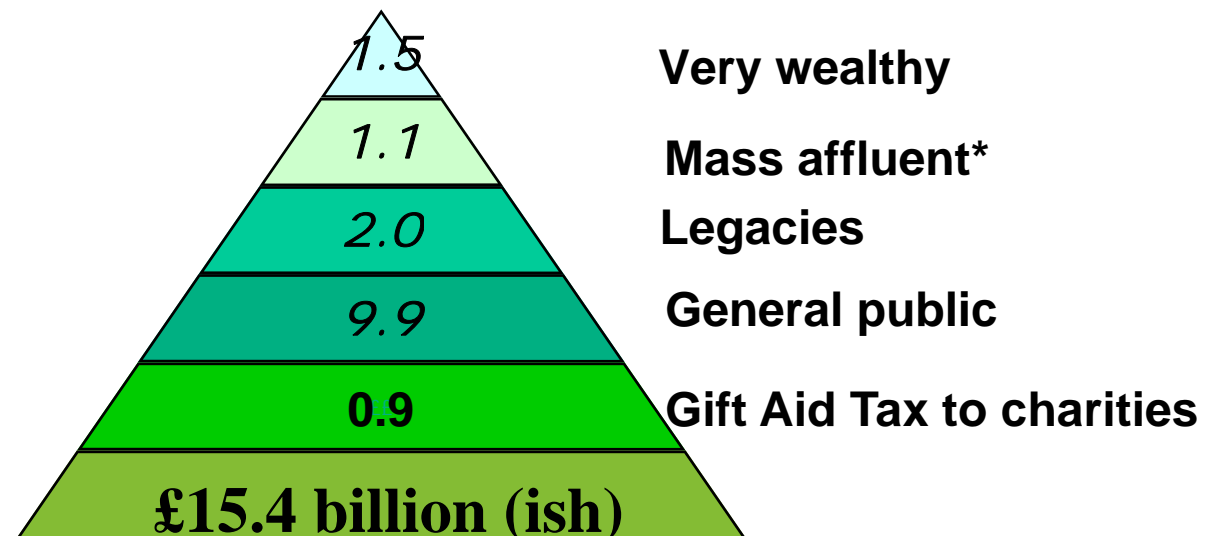 1.5 Very wealthy
1.1 Mass affluent*
2.0 Legacies
9.9 General public
0.9 Gift Aid Tax to charities
£15.4 billion (ish)